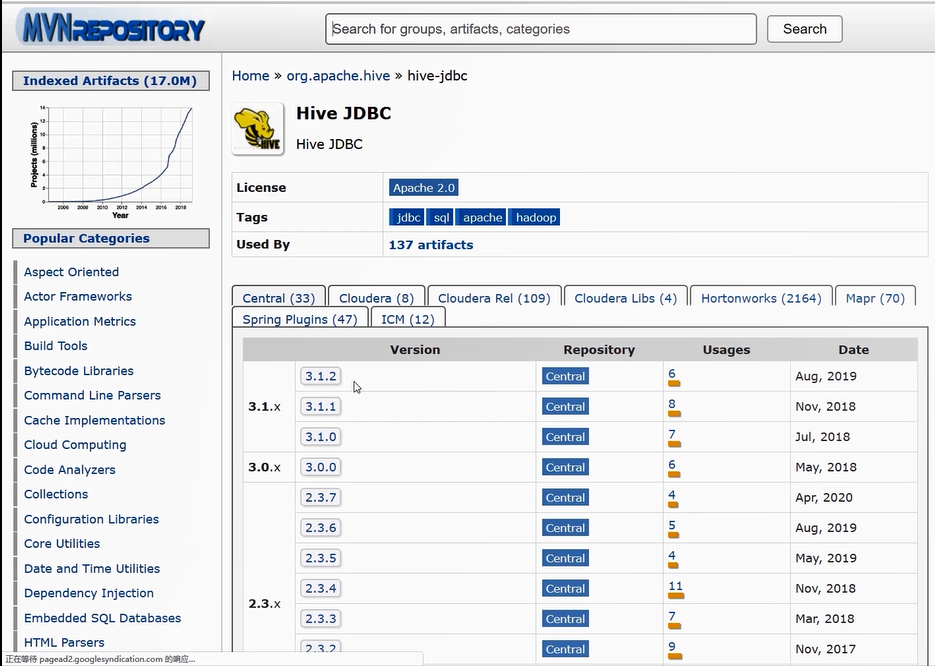 MVNREPOSITORY
Search for groups, artifacts, categories
Search
Indexed Artifacts (17.0M)
Projects (millions)
14
12
10
8
6
4
2
0
2006 2008 2010 2012 2014 2016 2018
Year
Popular Categories
Aspect Oriented
Actor Frameworks
Application Metrics
Build Tools
Bytecode Libraries
Command Line Parsers
Cache Implementations
Cloud Computing
Code Analyzers
Collections
Configuration Libraries
Core Utilities
Date and Time Utilities
Dependency Injection
Embedded SQL Databases
HTML Parsers
Home » org.apache.hive » hive-jdbc
HIVE
Hive JDBC
Hive JDBC
License Apache 2.0
Tags jdbc sql apache hadoop
Used By 137 artifacts
Central (33) Cloudera (8) Cloudera Rel (109) Cloudera Libs (4) Hortonworks (2164) Mapr (70)
Spring Plugins (47) ICM (12)
Version Repository Usages Date
3.1.x
3.1.2 Central 6 Aug, 2019
3.1.1 Central 8 Nov, 2018
3.1.0 Central 7 Jul, 2018
3.0.x 3.0.0 Central 6 May, 2018
2.3.x
2.3.7 Central 4 Apr, 2020
2.3.6 Central 5 Aug, 2019
2.3.5 Central 4 May, 2019
2.3.4 Central 11 Nov, 2018
2.3.3 Central 7 Mar, 2018
2.3.2 Central 9 Nov, 2017
正在等待 pagead2.googlesyndication.com 的响应...